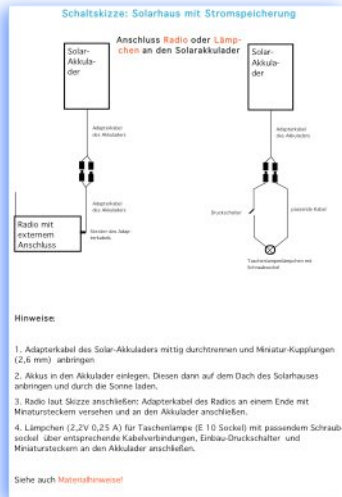 Schaltskizze: Solarhaus mit Stromspeicherung
Anschluss Radio oder Lämp-
chen an den Solarakkulader
Solar-
Akkula-
der
Solar-
Akkula-
der
Adapterkabel
des Akkuladers
Adapterkabel
des Akkuladers
Adapterkabel
des Akkuladers
Druckschalter
passende Kabel
Radio mit
externem
Anschluss
Stecker des Adap-
terkabels
Taschenlampenlämpchen mit
Schraubsockel
Hinweise:
1. Adapterkabel des Solar-Akkuladers mittig durchtrennen und Miniatur-Kupplungen
(2,6 mm) anbringen
2. Akkus in den Akkulader einlegen. Diesen dann auf dem Dach des Solarhauses
anbringen und durch die Sonne laden.
3. Radio laut Skizze anschließen: Adapterkabel des Radios an einem Ende mit
Minatursteckern versehen und an den Akkulader anschließen.
4. Lämpchen (2,2V 0,25 A) für Taschenlampe (E 10 Sockel) mit passendem Schraub-
sockel über entsprechende Kabelverbindungen, Einbau-Druckschalter und
Miniatursteckern an den Akkulader anschließen.
Siehe auch Materialhinweise!